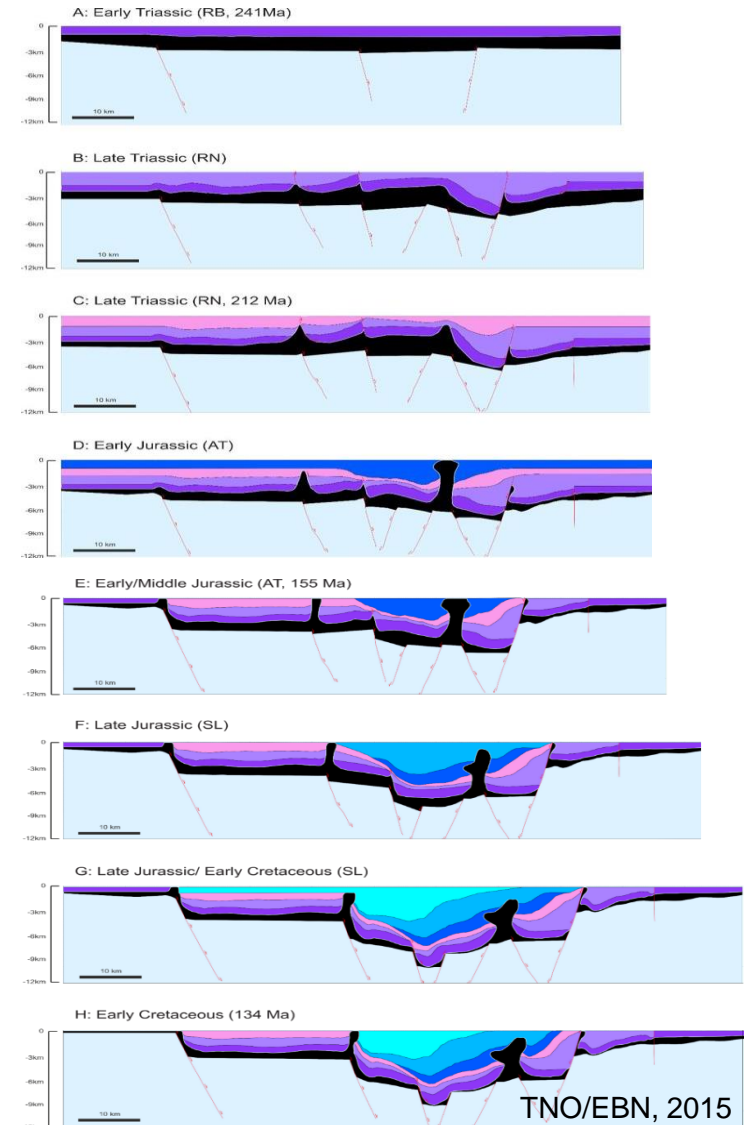 A: Early Triassic (RB, 241Ma)
0
-3km
-6km
-9km
-12km
10 km
B: Late Triassic (RN)
0
-3km
-6km
-9km
-12km
10 km
C: Late Triassic (RN, 212 Ma)
0
-3km
-6km
-9km
-12km
10 km
D: Early Jurassic (AT)
0
-3km
-6km
-9km
-12km
10 km
E: Early/Middle Jurassic (AT, 155 Ma)
0
-3km
-6km
-9km
-12km
10 km
F: Late Jurassic (SL)
0
-3km
-6km
-9km
-12km
10 km
G: Late Jurassic/ Early Cretaceous (SL)
0
-3km
-6km
-9km
-12km
10 km
H: Early Cretaceous (134 Ma)
0
-3km
-6km
-9km
10 km
TNO/EBN, 2015